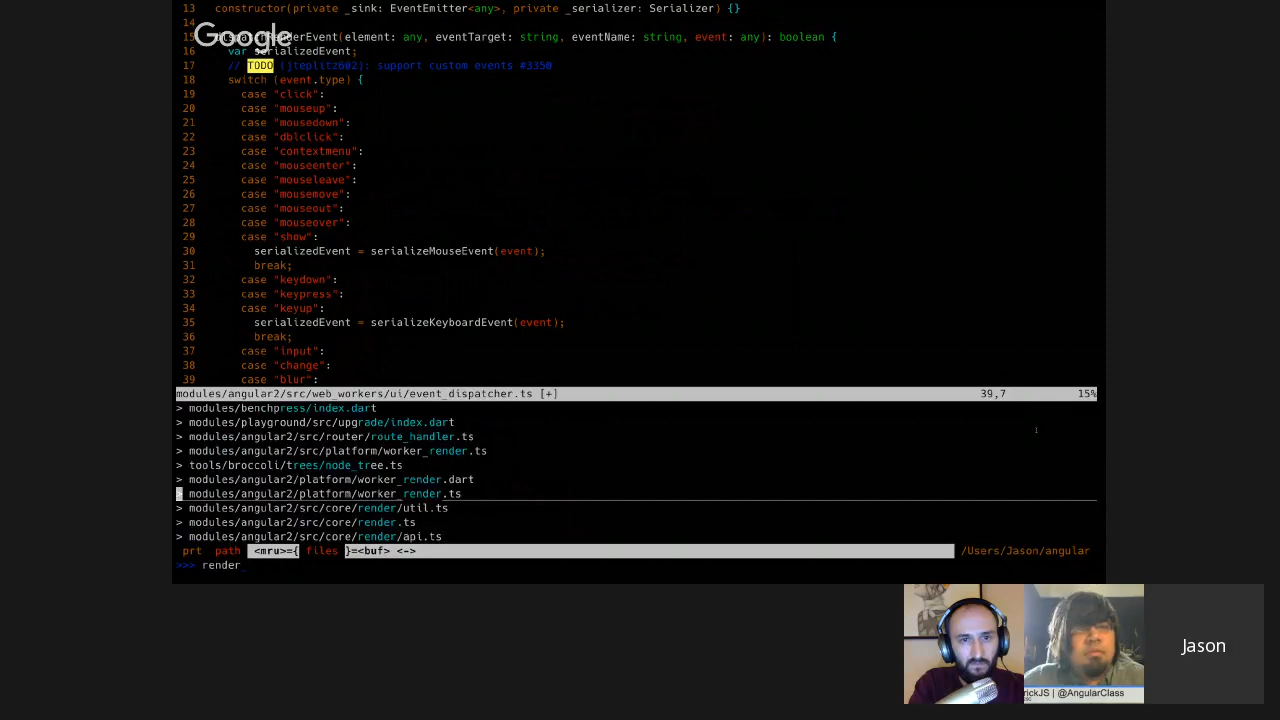 13   constructor(private _sink: EventEmitter<any>, private _serializer: Serializer) {}
14
Google
15   dispatchRenderEvent(element: any, eventTarget: string, eventName: string, event: any): boolean {
16     var serializedEvent;
17     // TODO (jteplitz602): support custom events #3350
18     switch (event.type) {
19       case "click":
20       case "mouseup":
21       case "mousedown":
22       case "dblclick":
23       case "contextmenu":
24       case "mouseenter":
25       case "mouseleave":
26       case "mousemove":
27       case "mouseout":
28       case "mouseover":
29       case "show":
30         serializedEvent = serializeMouseEvent(event);
31         break;
32       case "keydown":
33       case "keypress":
34       case "keyup":
35         serializedEvent = serializeKeyboardEvent(event);
36         break;
37       case "input":
38       case "change":
39       case "blur":
modules/angular2/src/web_workers/ui/event_dispatcher.ts [+] 39,7 15%
> modules/benchpress/index.dart
> modules/playground/src/upgrade/index.dart
> modules/angular2/src/router/route_handler.ts
> modules/angular2/src/platform/worker_render.ts
> tools/broccoli/trees/node_tree.ts
> modules/angular2/platform/worker_render.dart
> modules/angular2/platform/worker_render.ts
> modules/angular2/src/core/render/util.ts
> modules/angular2/src/core/render.ts
> modules/angular2/src/core/render/api.ts
prt path <mru>={ files }=<buf> <-> /Users/Jason/angular
>>> render_
rickJS | @AngularClass
Jason